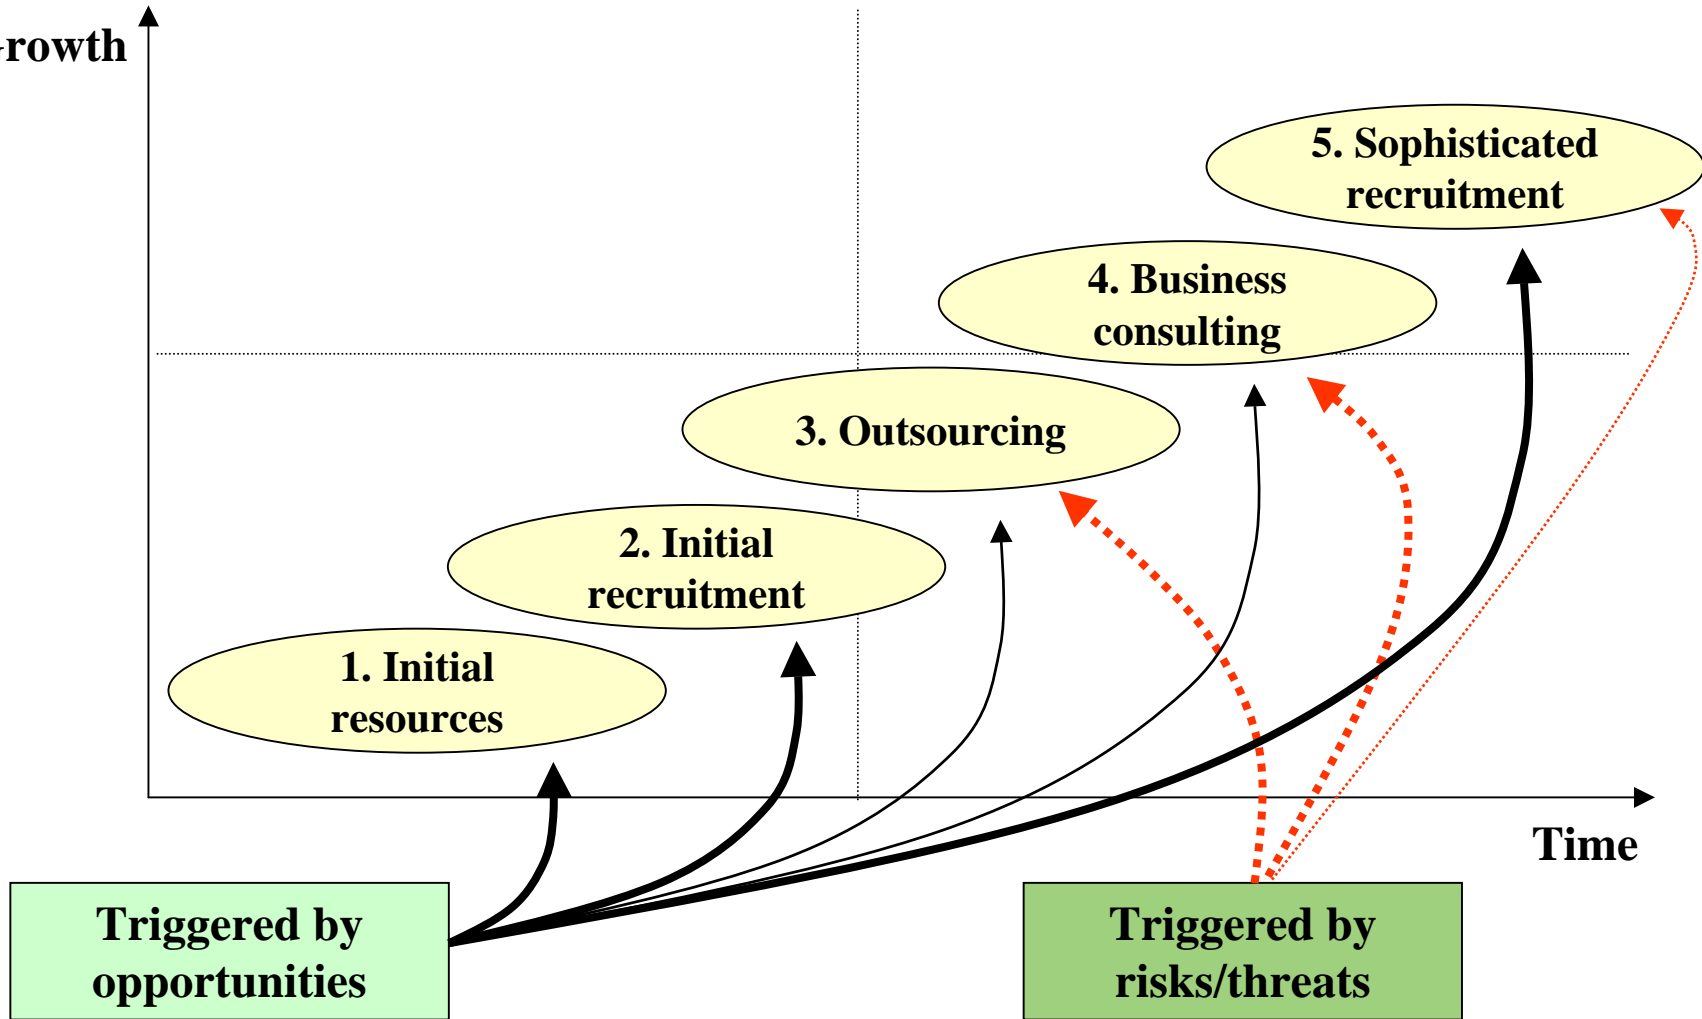 Growth
5. Sophisticated
recruitment
4. Business
consulting
3. Outsourcing
2. Initial
recruitment
1. Initial
resources
Time
Triggered by
opportunities
Triggered by
risks/threats